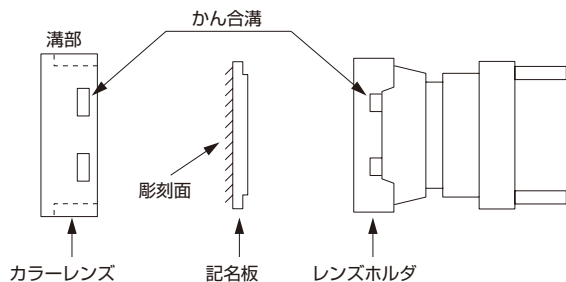 かん合溝
溝部
彫刻面
カラーレンズ
記名板
レンズホルダ